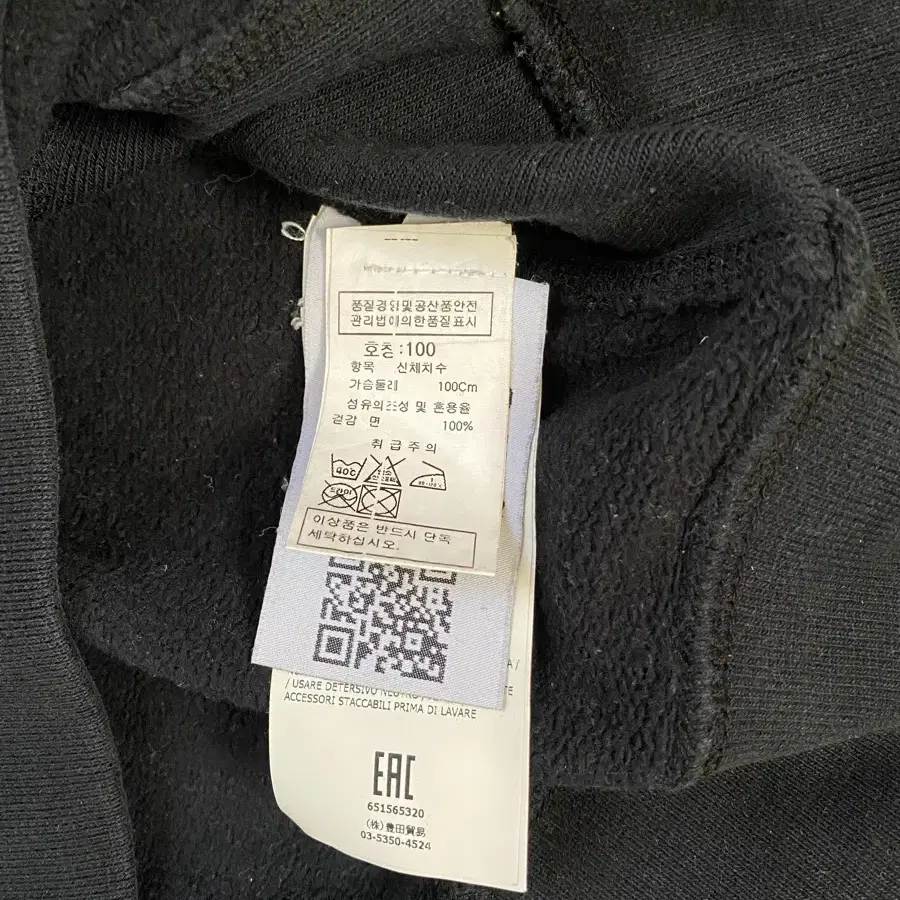 품질경영및공산품안전
관리법에의한품질표시
호칭:100
항목 신체치수
가슴둘레 100Cm
섬유의조성 및 혼용율
겉감 면 100%
취급주의
40℃
드라이
이상품은 반드시 단독
세탁하십시오.
/ USARE DETERSIVO NEUTRO
ACCESSORI STACCABILI PRIMA DI LAVARE
EAC
651565320
(株)豊田貿易
03-5350-4524